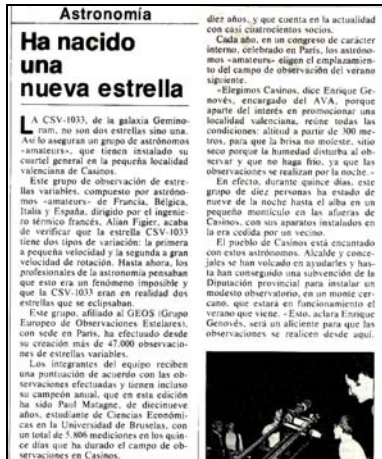 Astronomía
Ha nacido
una
nueva estrella
LA CSV-1033, de la galaxia Gemino-
ram, no son dos estrellas sino una.
Así lo aseguran un grupo de astrónomos
«amateurs», que tienen instalado su
cuartel general en la pequeña localidad
valenciana de Casinos.
Este grupo de observación de estre-
llas variables, compuesto por astróno-
mos «amateurs» de Francia, Bélgica,
Italia y España, dirigido por el ingenie-
ro térmico francés, Alian Figier, acaba
de verificar que la estrella CSV-1033
tiene dos tipos de variación: la primera
a pequeña velocidad y la segunda a gran
velocidad de rotación. Hasta ahora, los
profesionales de la astronomía pensaban
que esto era un fenómeno imposible y
que la CSV-1033 eran en realidad dos
estrellas que se eclipsaban.
Este grupo, afiliado al GEOS (Grupo
Europeo de Observaciones Estelares),
con sede en París, ha efectuado desde
su creación más de 47.000 observacio-
nes de estrellas variables.
Los integrantes del equipo reciben
una puntuación de acuerdo con las ob-
servaciones efectuadas y tienen incluso
su campeón anual, que en esta edición
ha sido Paul Matagne, de diecinueve
años, estudiante de Ciencias Económi-
cas en la Universidad de Bruselas, con
un total de 5.806 mediciones en los quin-
ce días que ha durado el campo de ob-
servaciones en Casinos.
diez años, y que cuenta en la actualidad
con casi cuatrocientos socios.
Cada año, en un congreso de carácter
interno, celebrado en París, los astróno-
mos «amateurs» eligen el emplazamien-
to del campo de observación del verano
siguiente.
«Elegimos Casinos, dice Enrique Ge-
novés, encargado del AVA, porque
aparte del interés en promocionar una
localidad valenciana, reúne todas las
condiciones: altitud a partir de 300 me-
tros, para que la brisa no moleste, sitio
seco porque la humedad disturba al ob-
servar y que no haga frío, ya que las
observaciones se realizan por la noche.»
En efecto, durante quince días, este
grupo de diez personas ha estado de
nueve de la noche hasta el alba en un
pequeño montículo en las afueras de
Casinos, con sus aparatos instalados en
la era cedida por un vecino.
El pueblo de Casinos está encantado
con estos astrónomos. Alcalde y conce-
jales se han volcado en ayudarles y has-
ta han conseguido una subvención de la
Diputación provincial para instalar un
modesto observatorio, en un monte cer-
cano, que estará en funcionamiento el
verano que viene. «Esto, aclara Enrique
Genovés, será un aliciente para que las
observaciones se realicen desde aquí.